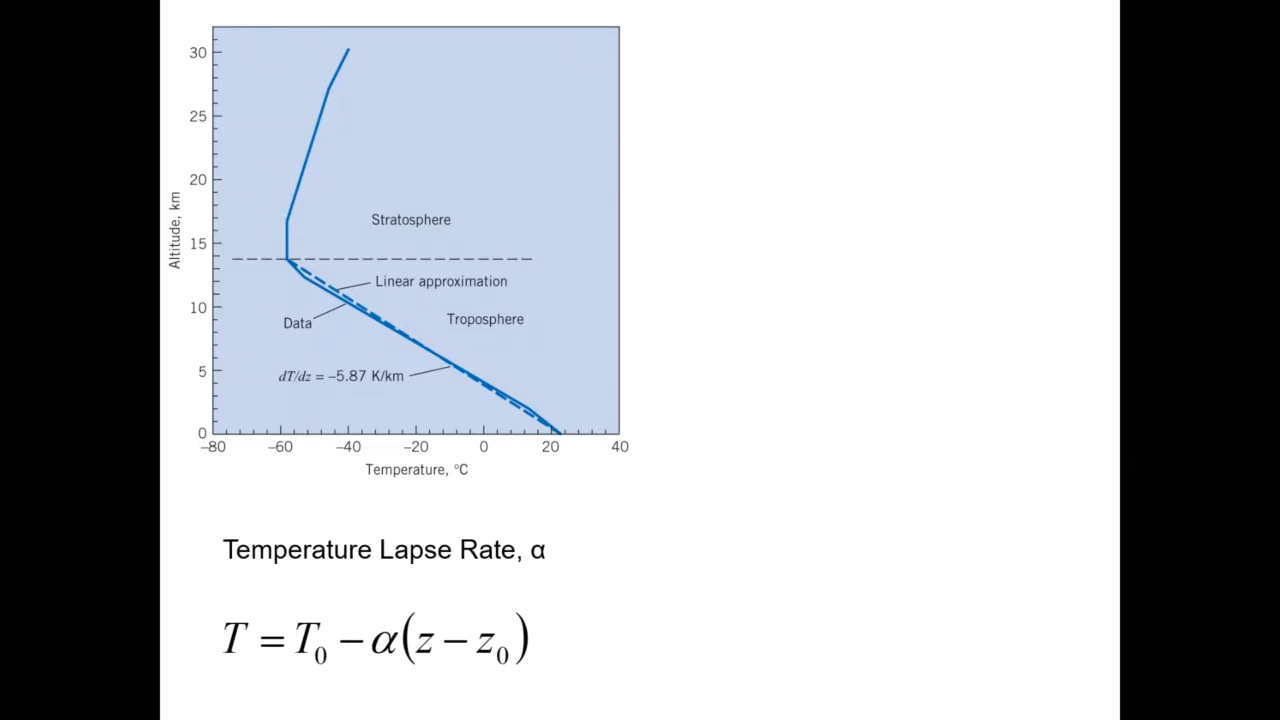 30
25
20
15
10
5
0
Altitude, km
Stratosphere
Linear approximation
Data
Troposphere
dT/dz = −5.87 K/km
−80 −60 −40 −20 0 20 40
Temperature, °C
Temperature Lapse Rate, α
T = T₀ − α(z − z₀)